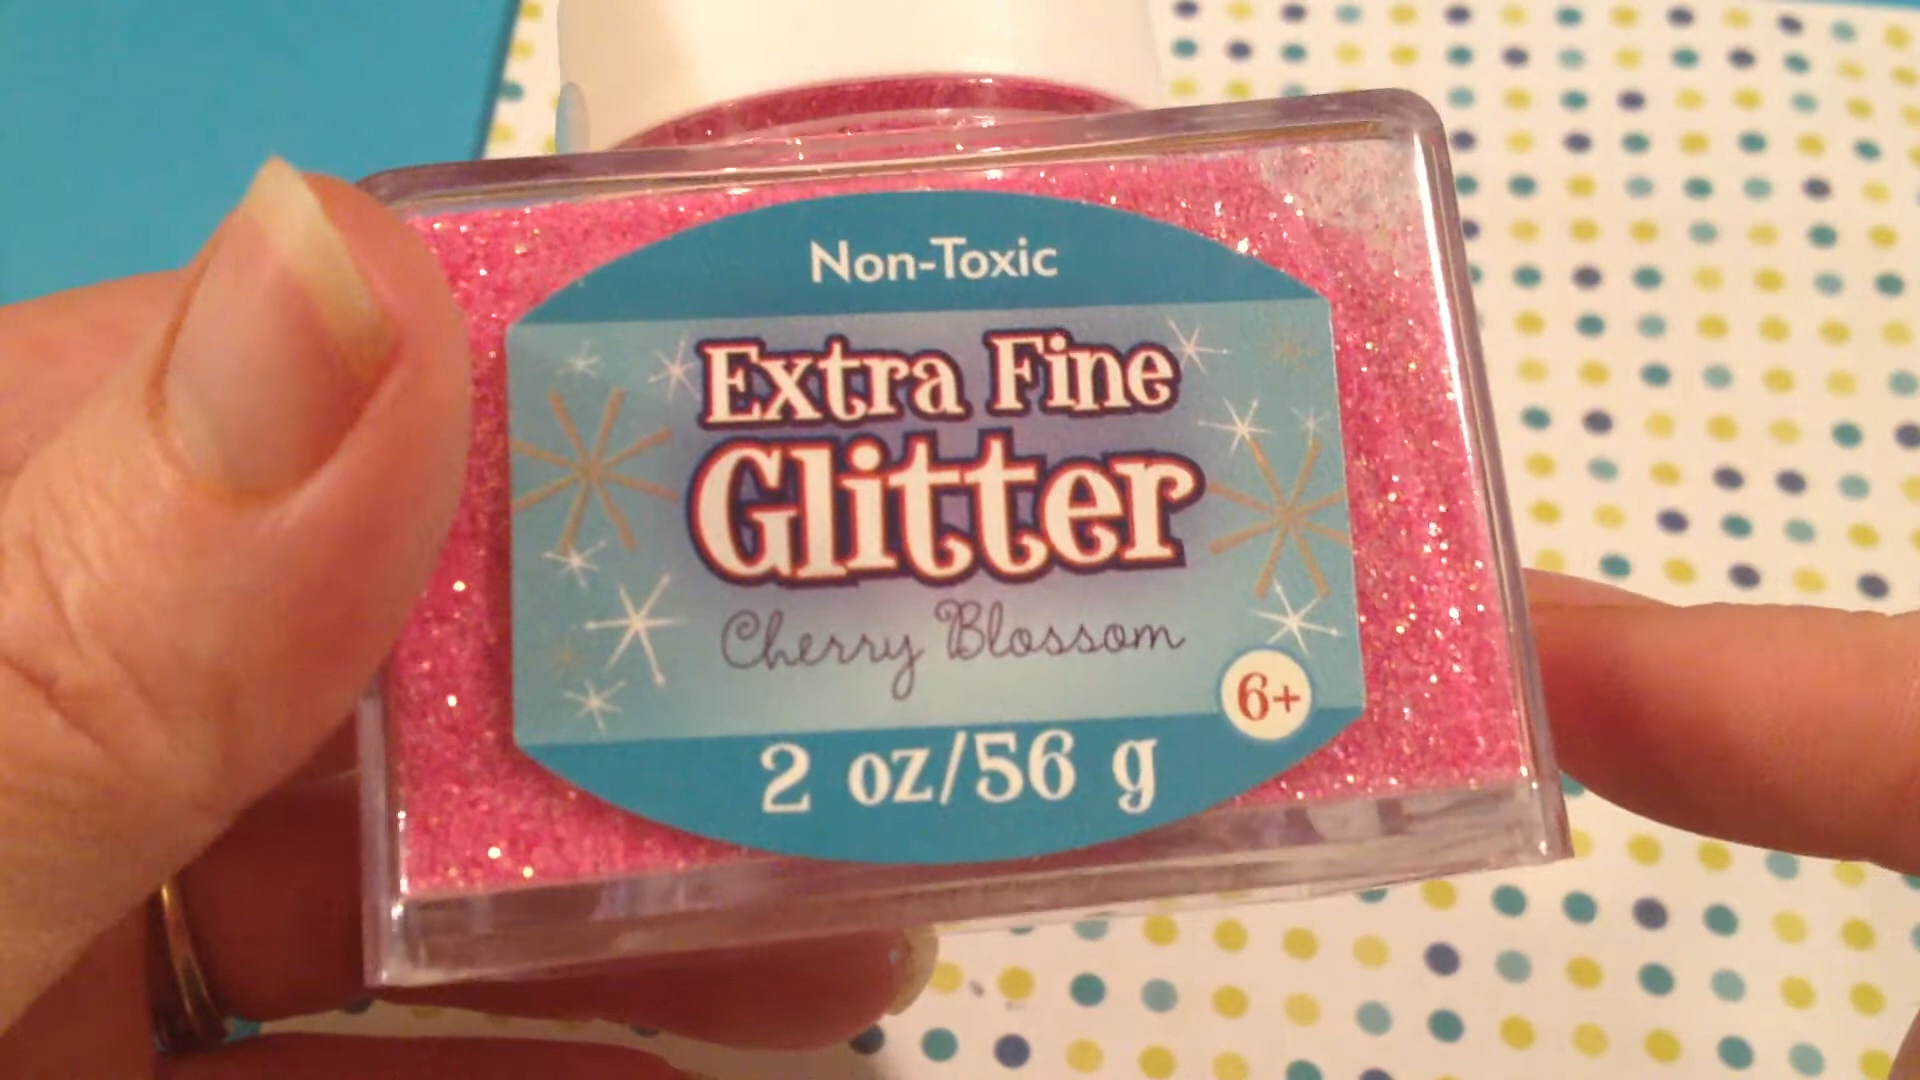 Non-Toxic
Extra Fine
Glitter
Cherry Blossom
6+
2 oz/56 g